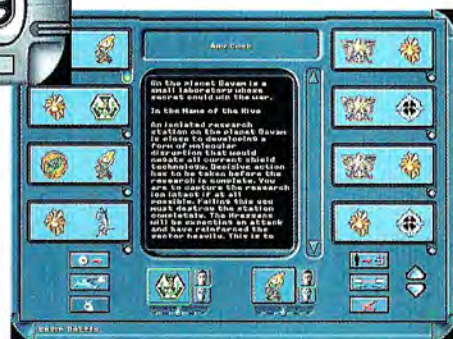 On the planet Gavam is a
small laboratory whose
secret could win the war.
In the Name of the Hive
An isolated research
station on the planet Gavam
is close to developing a
form of molecular
disruption that would
negate all current shield
technology. Decisive action
has to be taken before the
research is complete. You
are to capture the research
ion intact if at all
possible. Failing this you
must destroy the station
completely. The
will be expecting an attack
and have reinforced the
sector heavily. This is to
Begin Battle